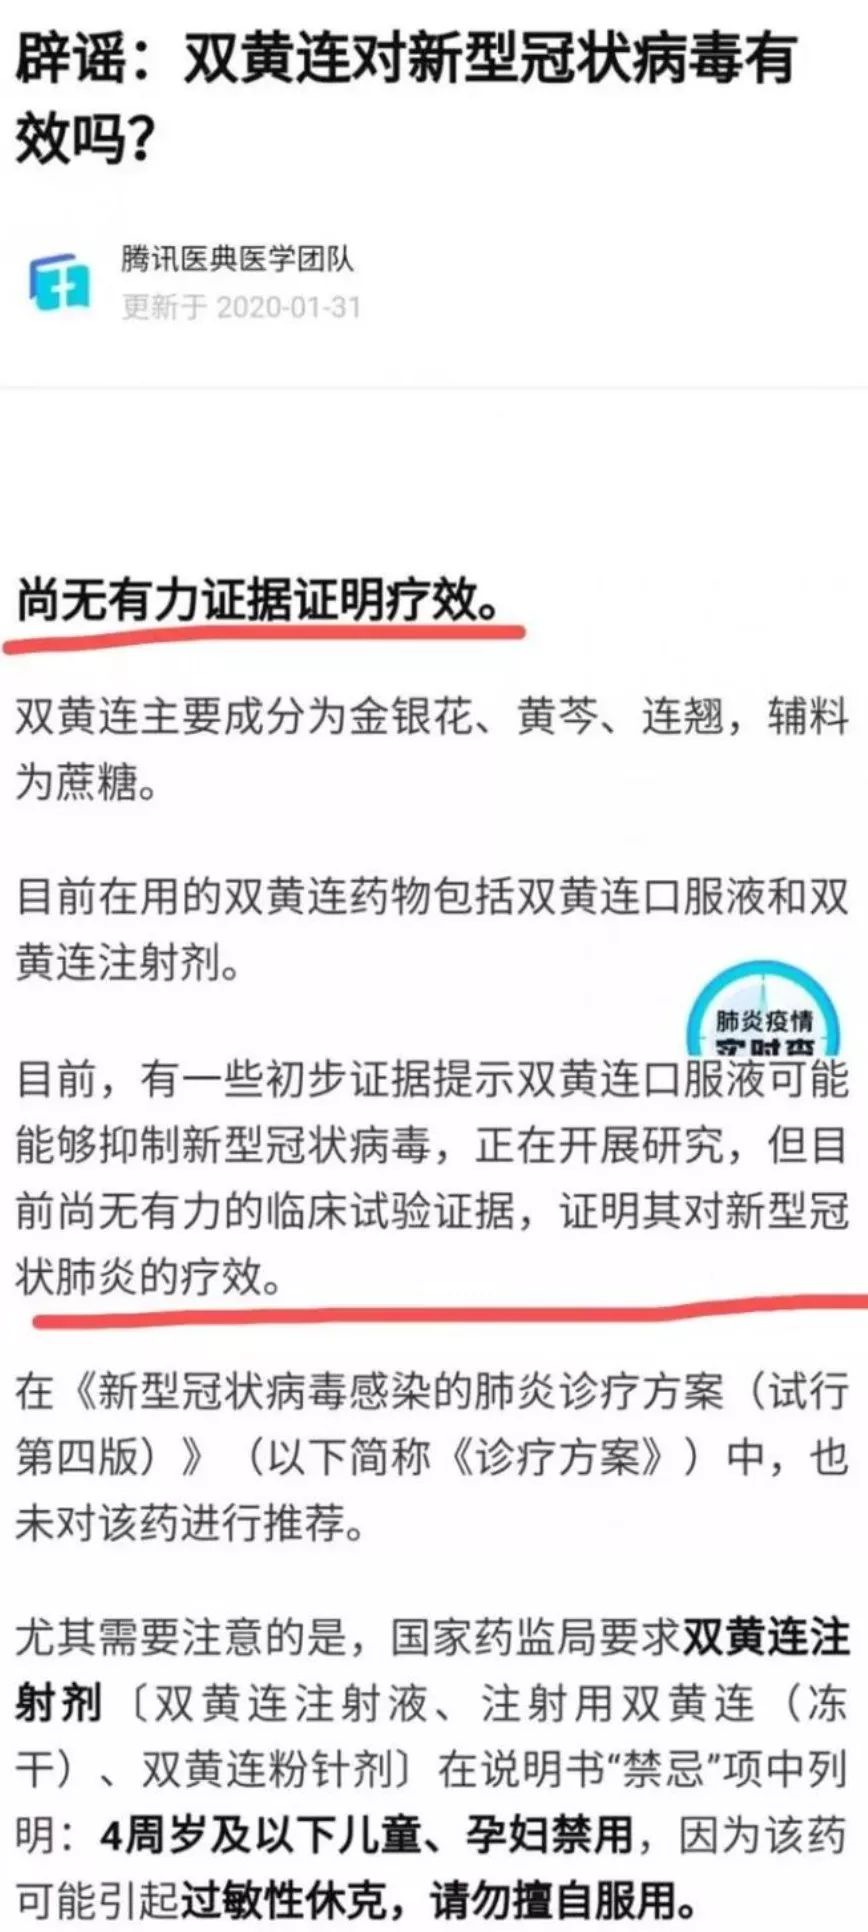 辟谣：双黄连对新型冠状病毒有
效吗？
腾讯医典医学团队
更新于 2020-01-31
尚无有力证据证明疗效。
双黄连主要成分为金银花、黄芩、连翘，辅料
为蔗糖。
目前在用的双黄连药物包括双黄连口服液和双
黄连注射剂。
肺炎疫情
实时查
目前，有一些初步证据提示双黄连口服液可能
能够抑制新型冠状病毒，正在开展研究，但目
前尚无有力的临床试验证据，证明其对新型冠
状肺炎的疗效。
在《新型冠状病毒感染的肺炎诊疗方案（试行
第四版）》（以下简称《诊疗方案》）中，也
未对该药进行推荐。
尤其需要注意的是，国家药监局要求双黄连注
射剂〔双黄连注射液、注射用双黄连（冻
干）、双黄连粉针剂〕在说明书“禁忌”项中列
明：4周岁及以下儿童、孕妇禁用，因为该药
可能引起过敏性休克，请勿擅自服用。